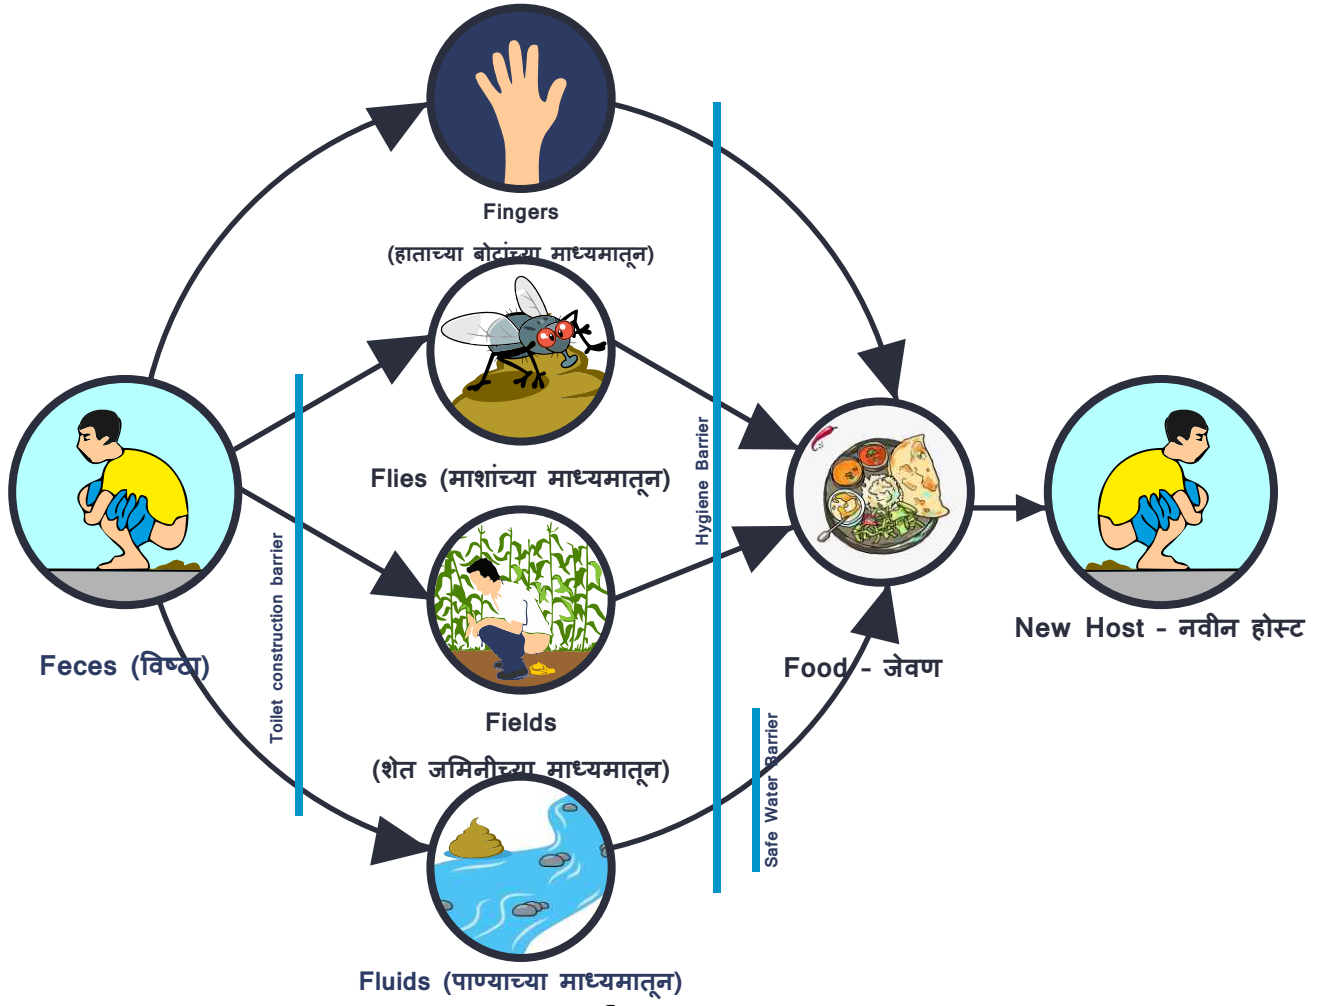 Fingers
(हाताच्या बोटांच्या माध्यमातून)
Flies (माशांच्या माध्यमातून)
Hygiene Barrier
Toilet construction barrier
Feces (विष्ठा)
Fields
(शेत जमिनीच्या माध्यमातून)
Food - जेवण
New Host - नवीन होस्ट
Safe Water Barrier
Fluids (पाण्याच्या माध्यमातून)